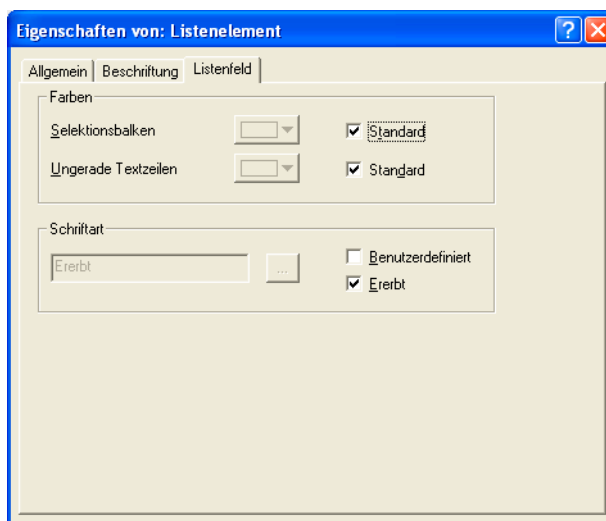 Eigenschaften von: Listenelement
Allgemein Beschriftung Listenfeld
Farben
Selektionsbalken Standard
Ungerade Textzeilen Standard
Schriftart
Ererbt ... Benutzerdefiniert
Ererbt